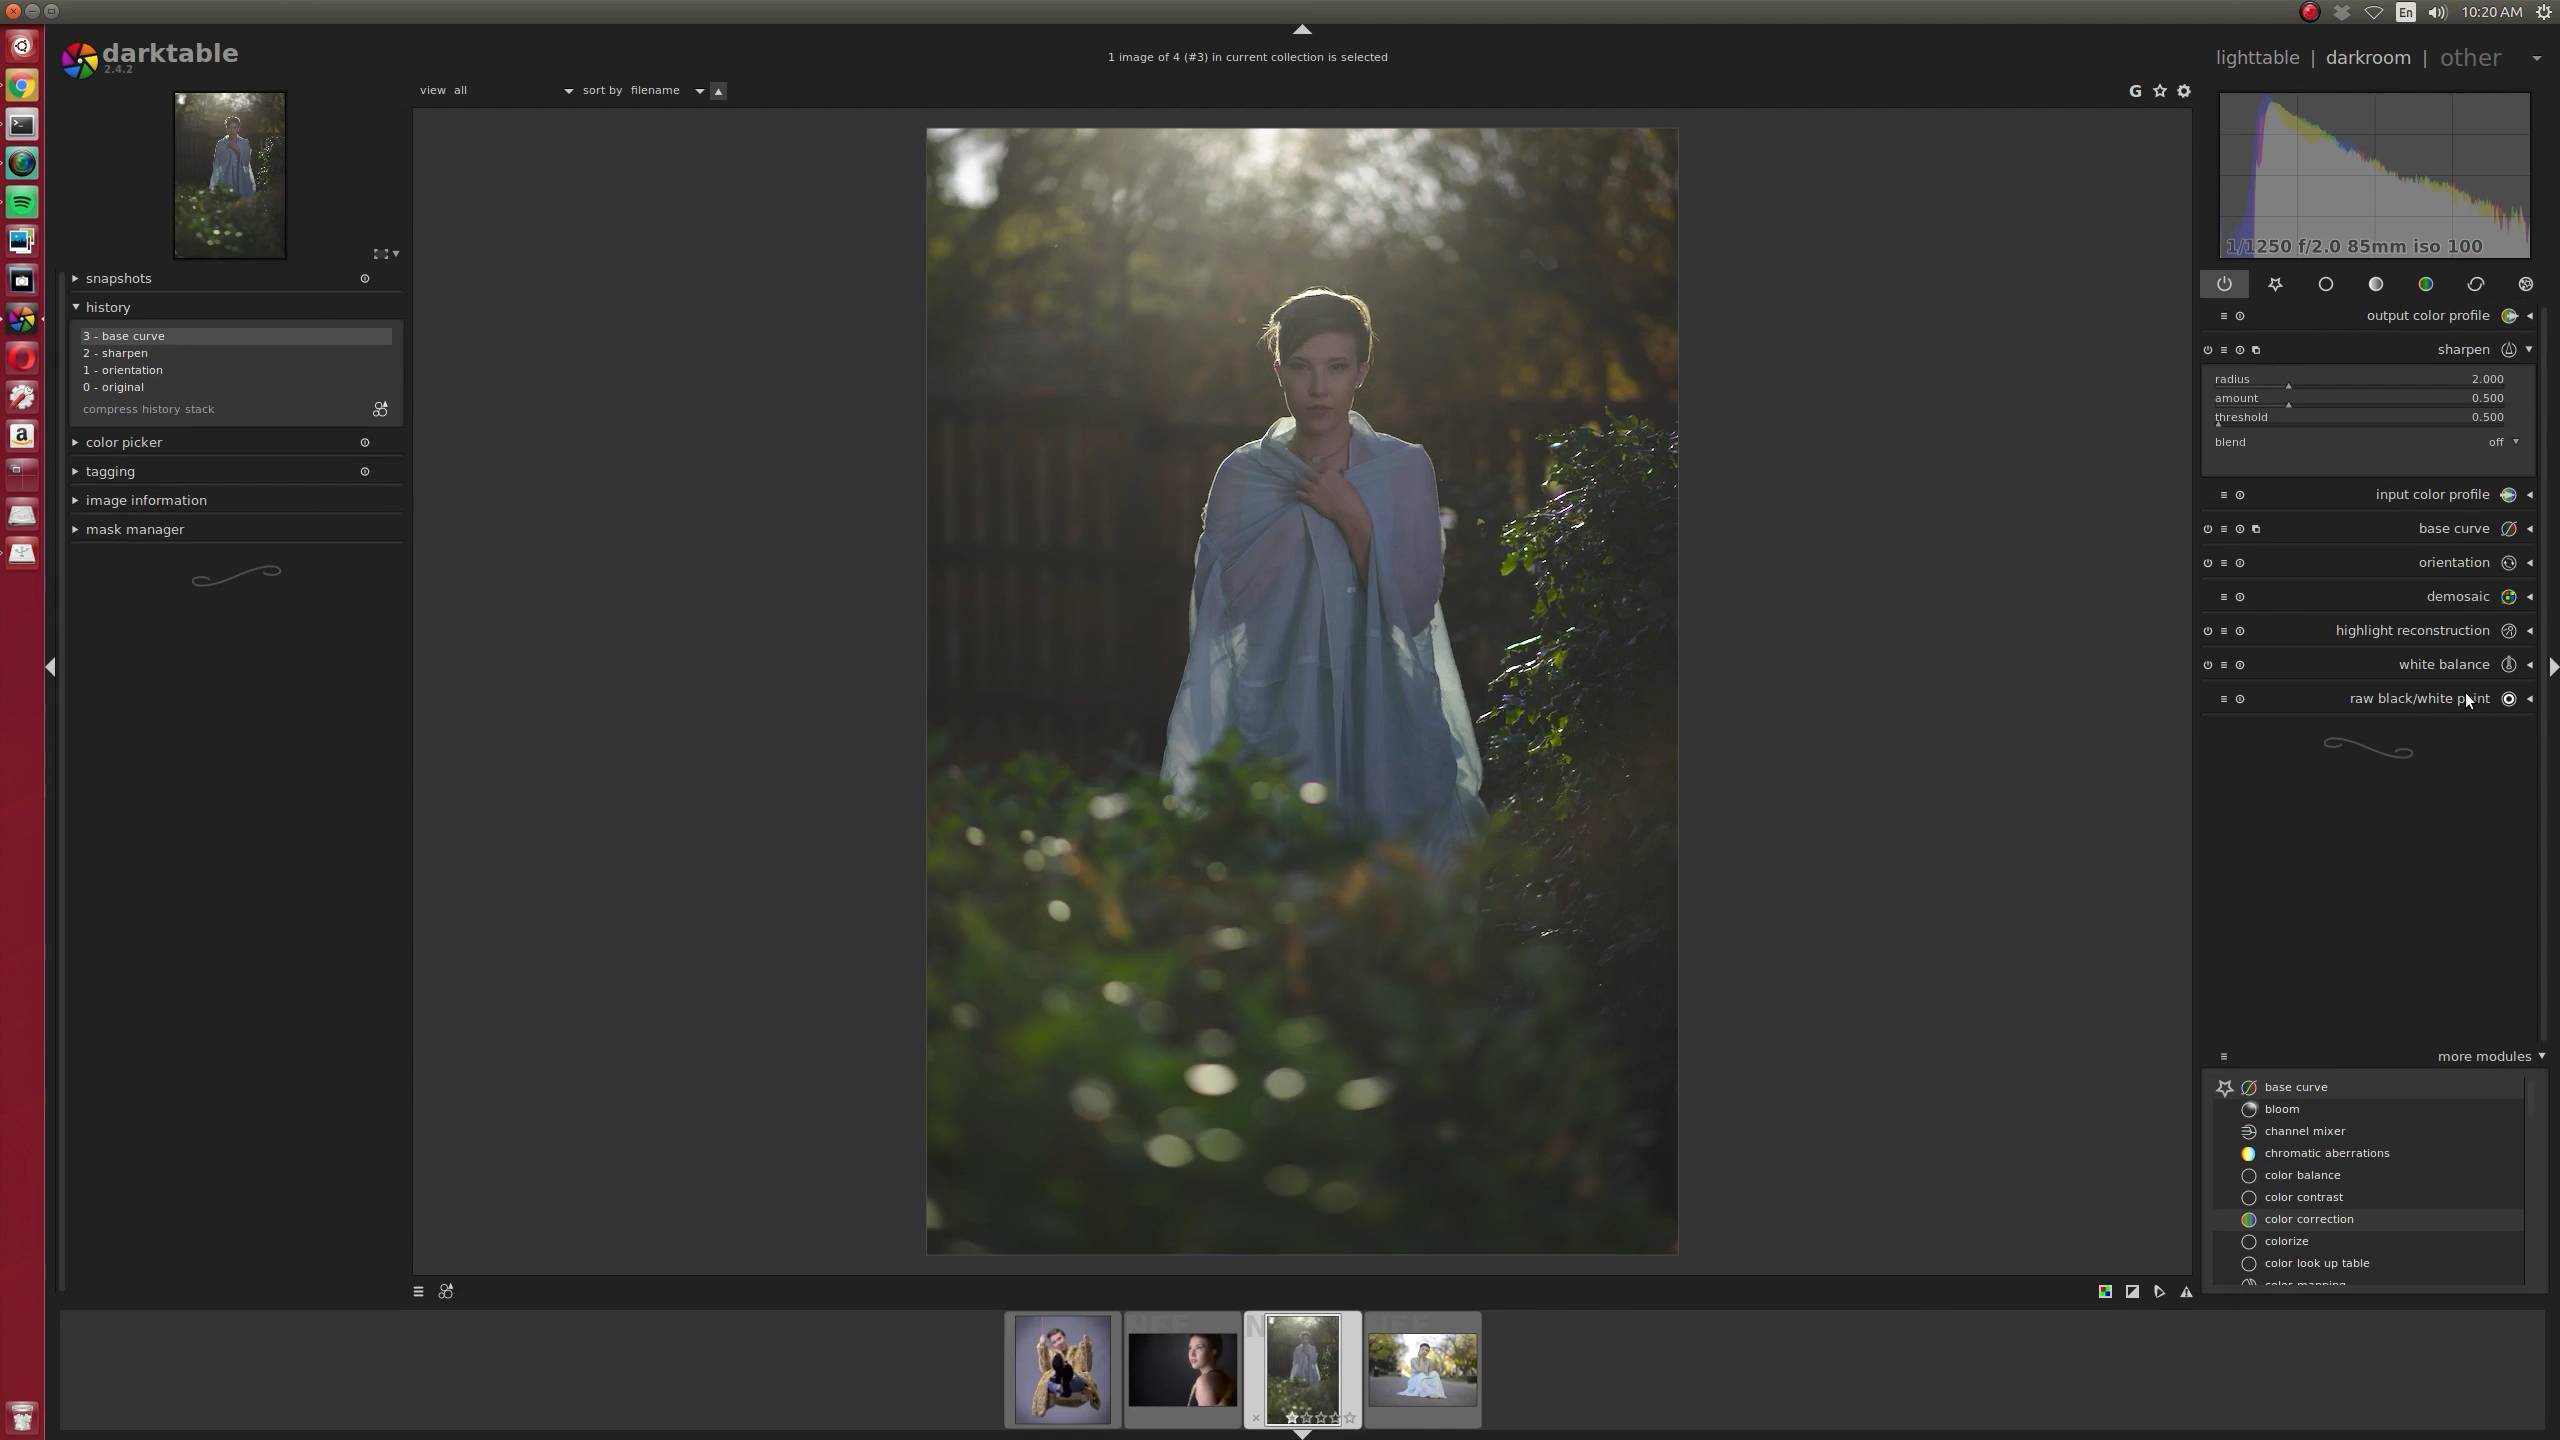 En
10:20 AM
darktable
2.4.2
1 image of 4 (#3) in current collection is selected
lighttable | darkroom | other
view all
sort by filename
G
1/1250 f/2.0 85mm iso 100
snapshots
history
3 - base curve
2 - sharpen
1 - orientation
0 - original
compress history stack
color picker
tagging
image information
mask manager
output color profile
sharpen
radius 2.000
amount 0.500
threshold 0.500
blend off
input color profile
base curve
orientation
demosaic
highlight reconstruction
white balance
raw black/white point
more modules
base curve
bloom
channel mixer
chromatic aberrations
color balance
color contrast
color correction
colorize
color look up table
color mapping